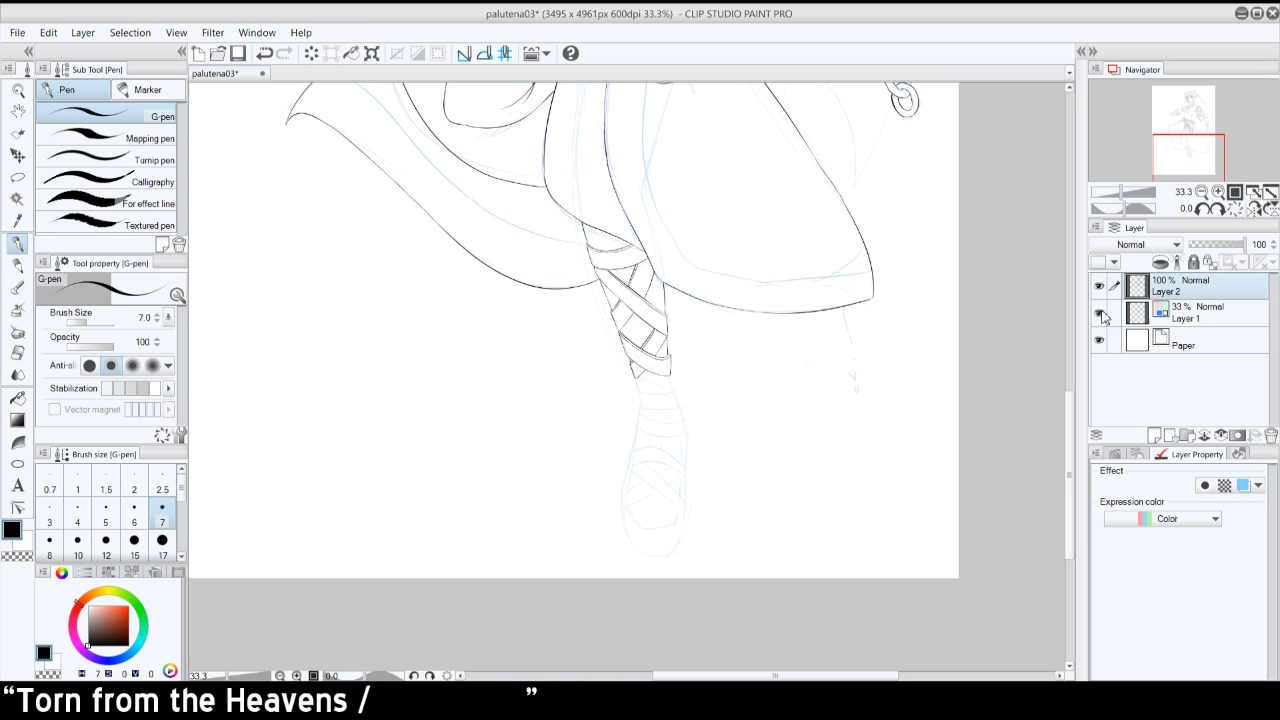 palutena03* (3495 x 4961px 600dpi 33.3%) - CLIP STUDIO PAINT PRO
File Edit Layer Selection View Filter Window Help
Sub Tool [Pen]
palutena03*
Navigator
Pen Marker
G-pen
Mapping pen
Turnip pen
Calligraphy
For effect line
Textured pen
33.3
0.0
Layer
Normal 100
100 % Normal
Layer 2
33 % Normal
Layer 1
Paper
Tool property [G-pen]
G-pen
Brush Size 7.0
Opacity 100
Anti-ali
Stabilization
Vector magnet
Brush size [G-pen]
0.7 1 1.5 2 2.5
3 4 5 6 7
8 10 12 15 17
Layer Property
Effect
Expression color
Color
H 7 S 0 V 0
33.3 0.0
“Torn from the Heavens / ”